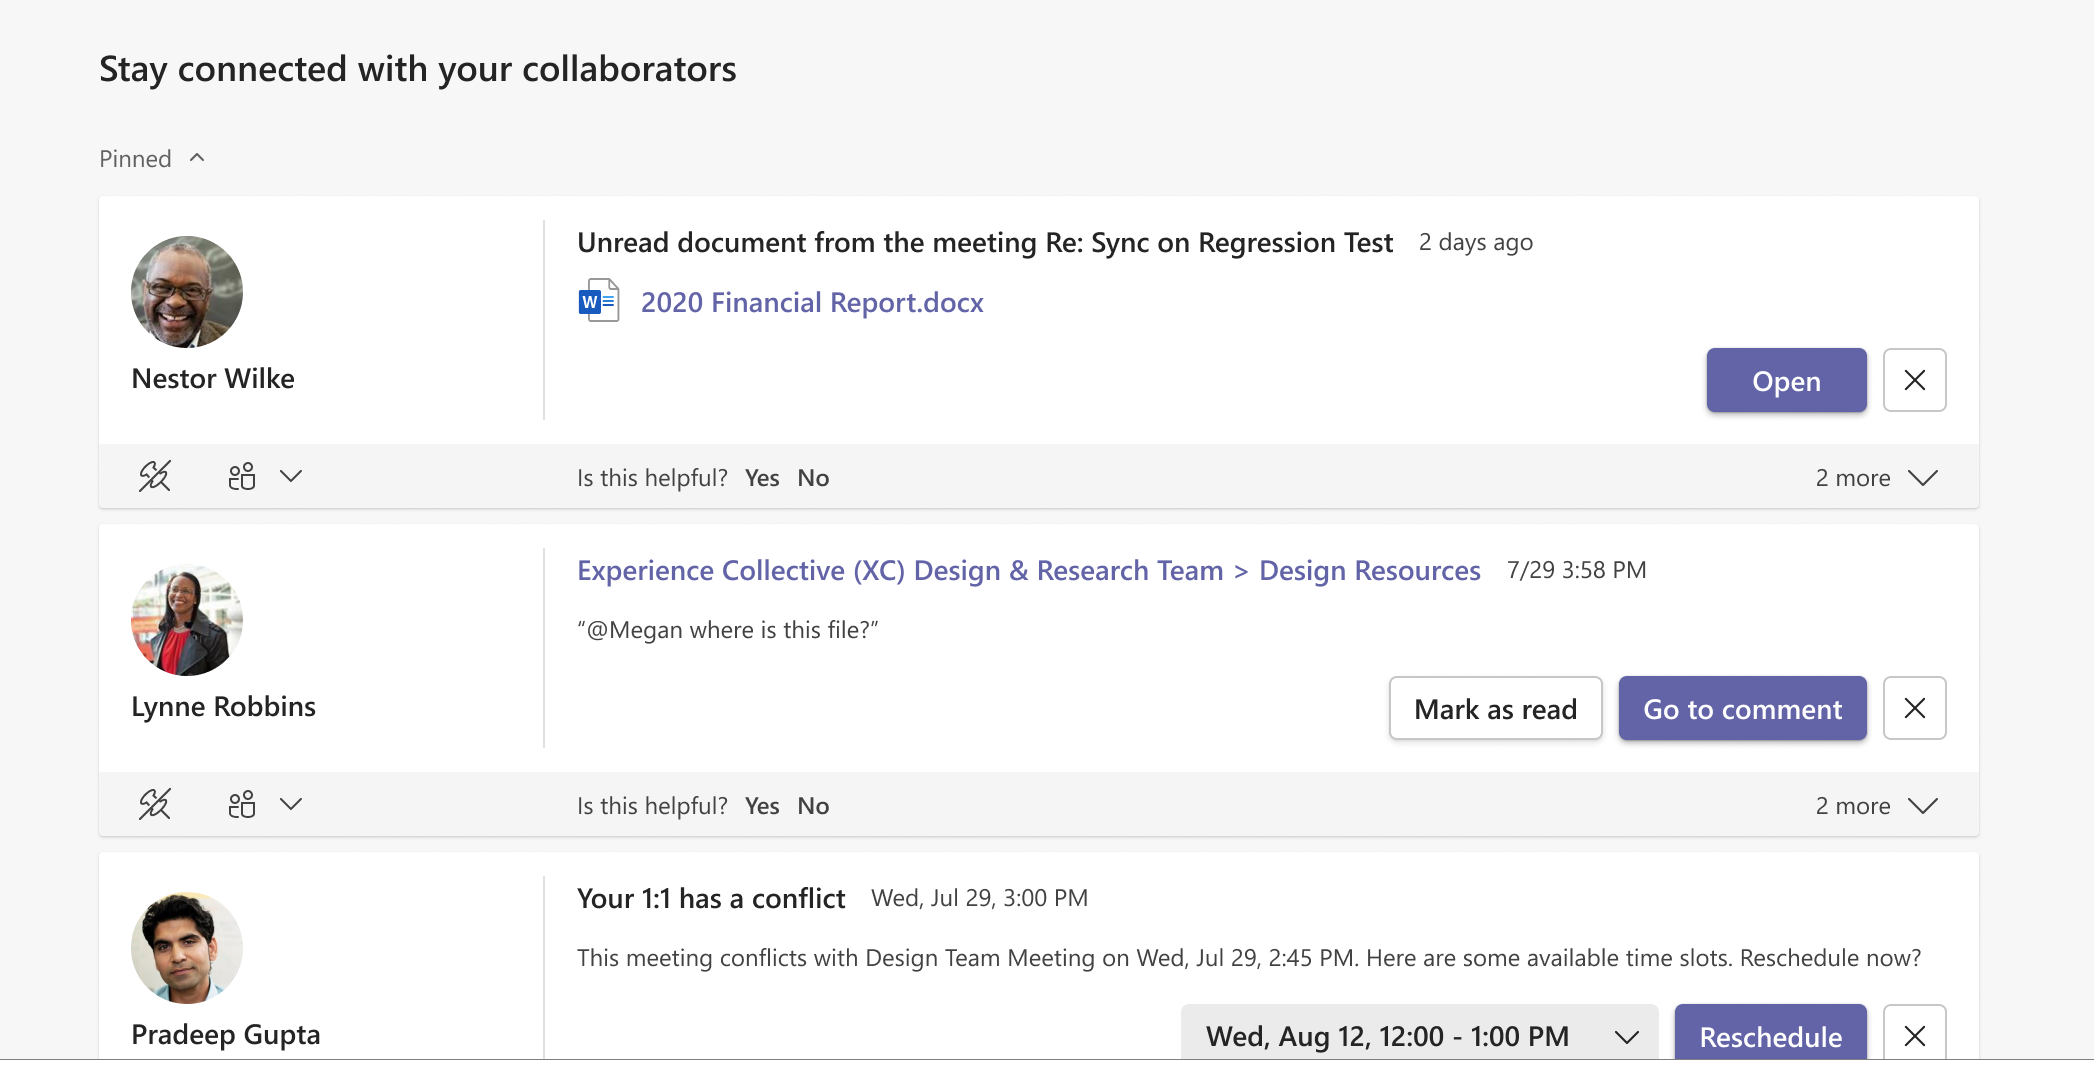 Stay connected with your collaborators
Pinned
Unread document from the meeting Re: Sync on Regression Test 2 days ago
W 2020 Financial Report.docx
Nestor Wilke
Open
Is this helpful? Yes No 2 more
Experience Collective (XC) Design & Research Team > Design Resources 7/29 3:58 PM
“@Megan where is this file?”
Lynne Robbins
Mark as read Go to comment
Is this helpful? Yes No 2 more
Your 1:1 has a conflict Wed, Jul 29, 3:00 PM
This meeting conflicts with Design Team Meeting on Wed, Jul 29, 2:45 PM. Here are some available time slots. Reschedule now?
Pradeep Gupta
Wed, Aug 12, 12:00 - 1:00 PM Reschedule